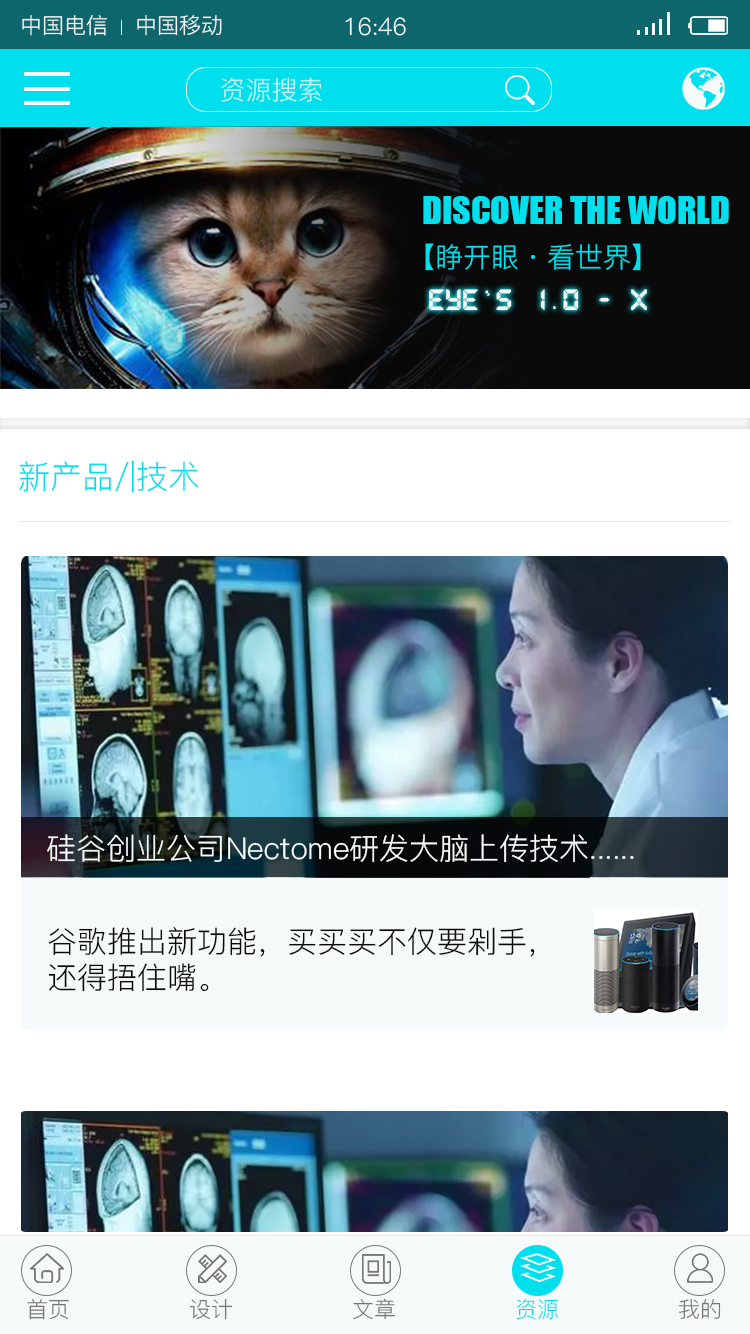 中国电信 | 中国移动
16:46
资源搜索
DISCOVER THE WORLD
【睁开眼·看世界】
EYE`S 1.0 - X
新产品/|技术
硅谷创业公司Nectome研发大脑上传技术......
谷歌推出新功能，买买买不仅要剁手，
还得捂住嘴。
首页
设计
文章
资源
我的